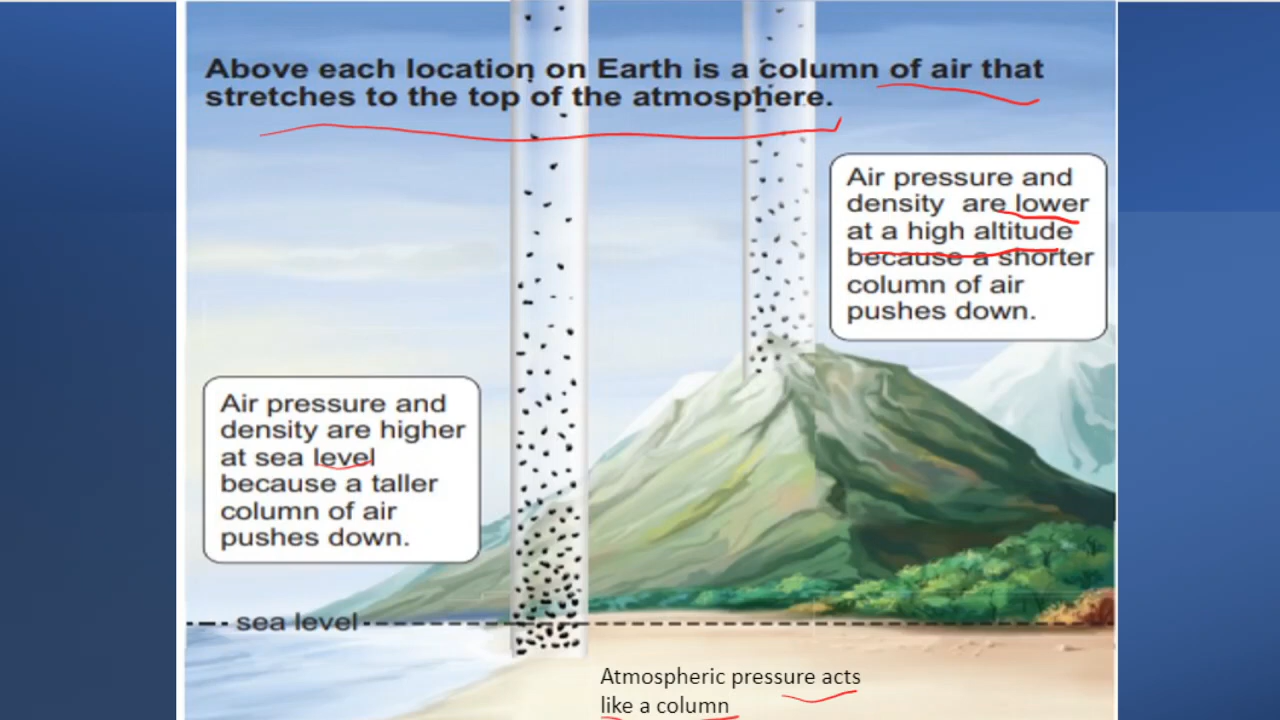 Above each location on Earth is a column of air that
stretches to the top of the atmosphere.
Air pressure and
density are lower
at a high altitude
because a shorter
column of air
pushes down.
Air pressure and
density are higher
at sea level
because a taller
column of air
pushes down.
sea level
Atmospheric pressure acts
like a column